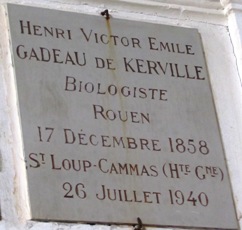 HENRI VICTOR EMILE
GADEAU DE KERVILLE
BIOLOGISTE
ROUEN
17 DÉCEMBRE 1858
ST LOUP-CAMMAS (HTE GNE)
26 JUILLET 1940